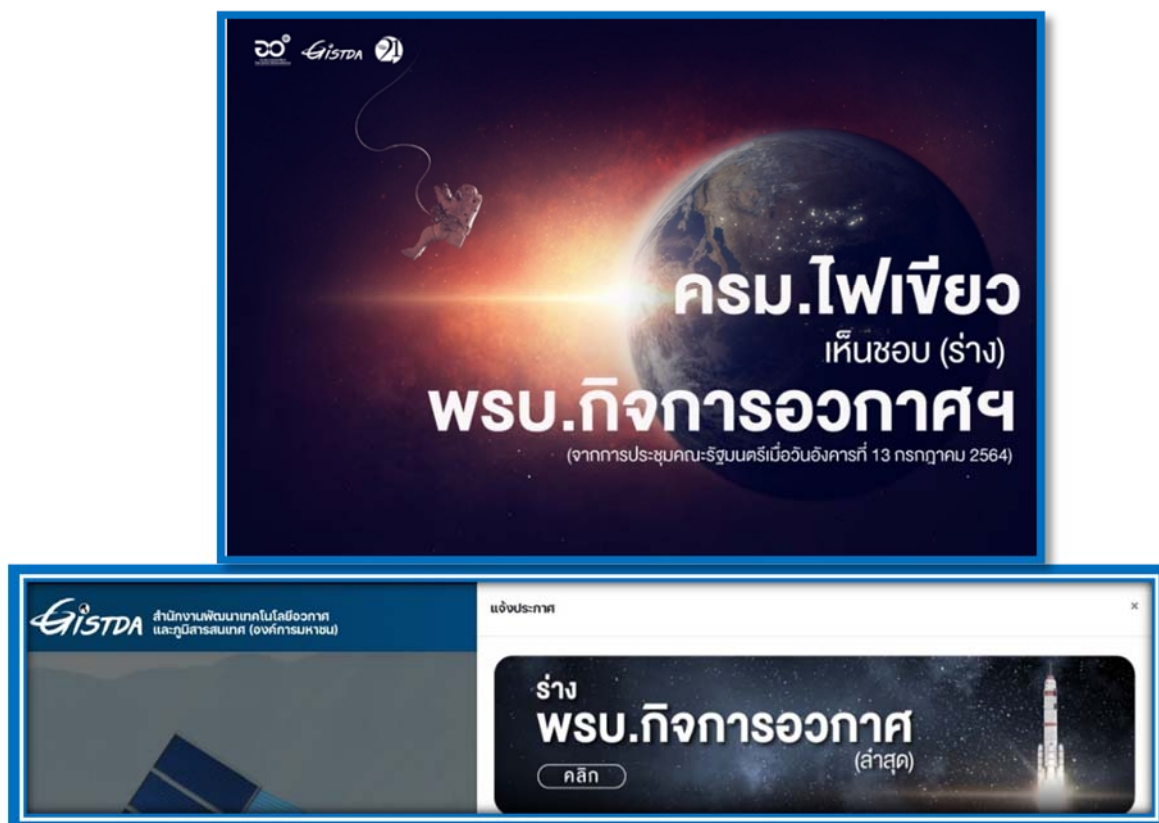 GISTDA
21
ครม.ไฟเขียว
เห็นชอบ (ร่าง)
พรบ.กิจการอวกาศฯ
(จากการประชุมคณะรัฐมนตรีเมื่อวันอังคารที่ 13 กรกฎาคม 2564)
GISTDA
สำนักงานพัฒนาเทคโนโลยีอวกาศ
และภูมิสารสนเทศ (องค์การมหาชน)
แจ้งประกาศ
×
ร่าง
พรบ.กิจการอวกาศ
(ล่าสุด)
คลิก